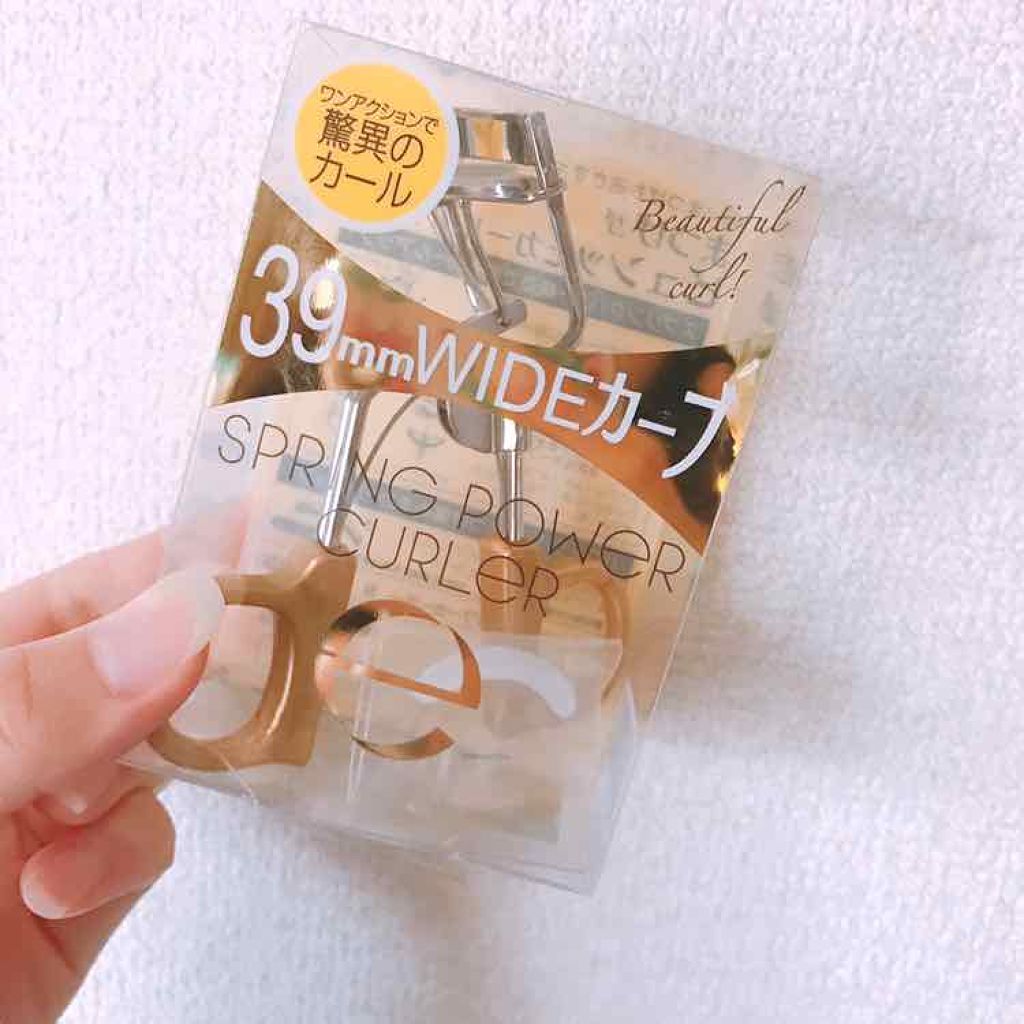 ワンアクションで
驚異の
カール
Beautiful
curl!
39mmWIDEカーブ
SPRING POWER
CURLER
e